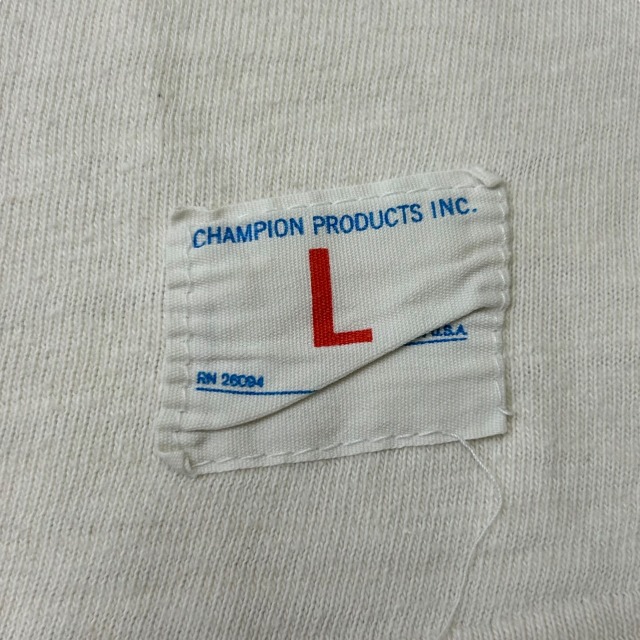 CHAMPION PRODUCTS INC.
L
U.S.A.
RN 26094